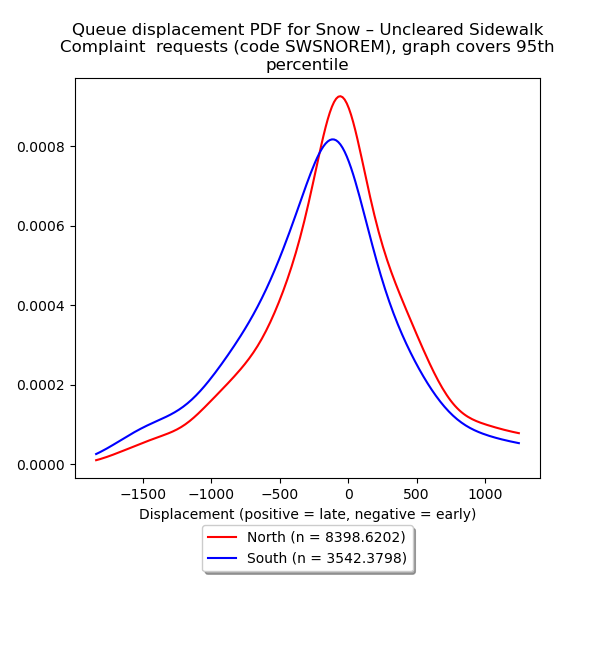 Queue displacement PDF for Snow – Uncleared Sidewalk
Complaint  requests (code SWSNOREM), graph covers 95th
percentile
0.0008
0.0006
0.0004
0.0002
0.0000
−1500 −1000 −500 0 500 1000
Displacement (positive = late, negative = early)
North (n = 8398.6202)
South (n = 3542.3798)